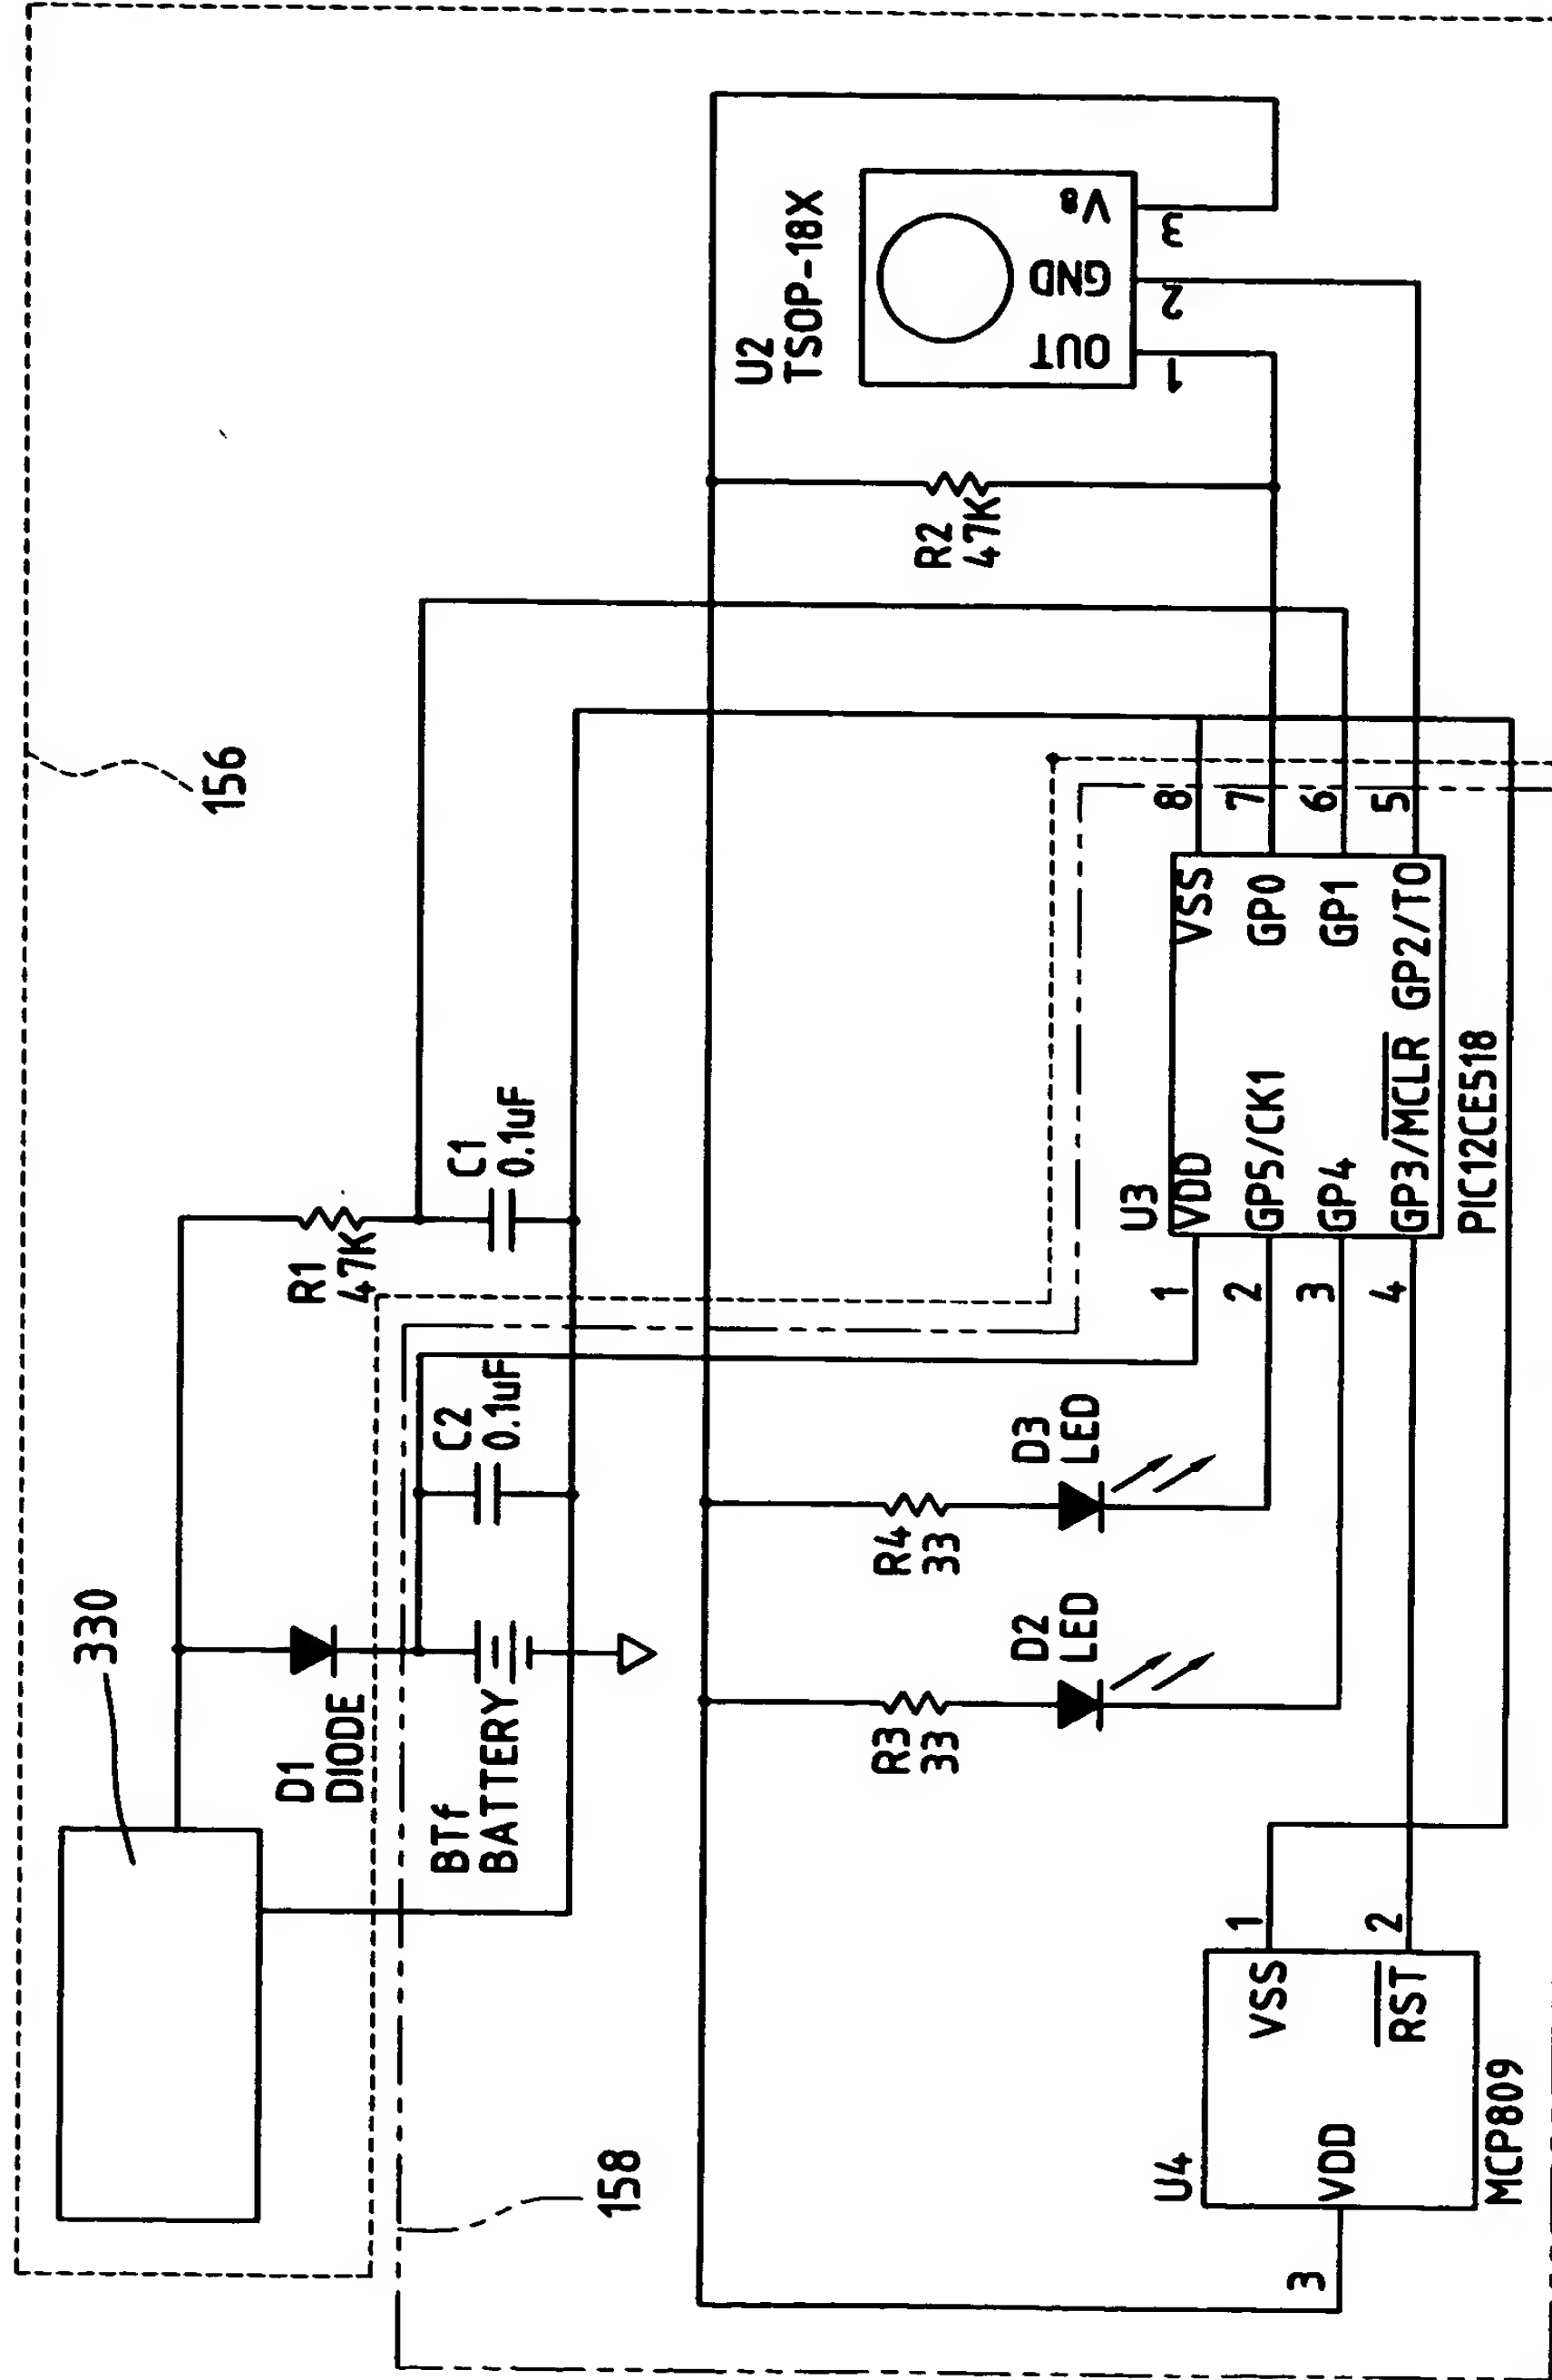 330
156
158
D1
DIODE
R1
47K
C1
0.1uF
BTf
BATTERY
C2
0.1uF
U2
TSOP-18X
OUT
GND
VS
1
2
3
R2
47K
R3
33
D2
LED
R4
33
D3
LED
U3
VDD
VSS
GP5/CK1
GP0
GP4
GP1
GP3/MCLR
GP2/T0
PIC12CE518
1
2
3
4
8
7
6
5
U4
VSS
VDD
RST
MCP809
1
2
3